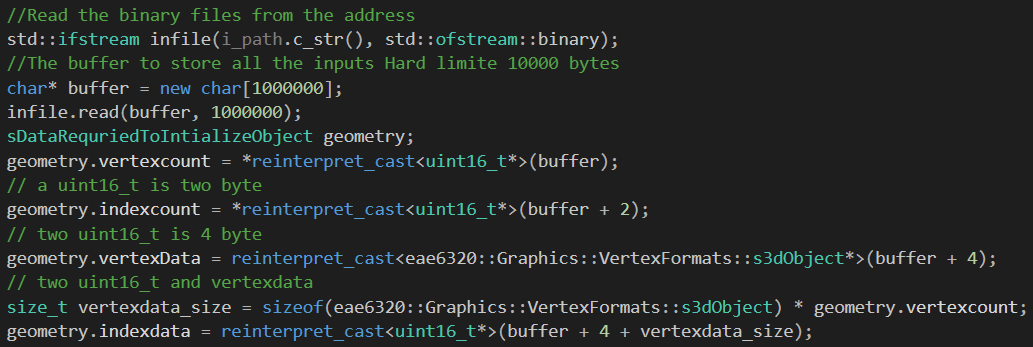 //Read the binary files from the address
std::ifstream infile(i_path.c_str(), std::ofstream::binary);
//The buffer to store all the inputs Hard limite 10000 bytes
char* buffer = new char[1000000];
infile.read(buffer, 1000000);
sDataRequriedToIntializeObject geometry;
geometry.vertexcount = *reinterpret_cast<uint16_t*>(buffer);
// a uint16_t is two byte
geometry.indexcount = *reinterpret_cast<uint16_t*>(buffer + 2);
// two uint16_t is 4 byte
geometry.vertexData = reinterpret_cast<eae6320::Graphics::VertexFormats::s3dObject*>(buffer + 4);
// two uint16_t and vertexdata
size_t vertexdata_size = sizeof(eae6320::Graphics::VertexFormats::s3dObject) * geometry.vertexcount;
geometry.indexdata = reinterpret_cast<uint16_t*>(buffer + 4 + vertexdata_size);